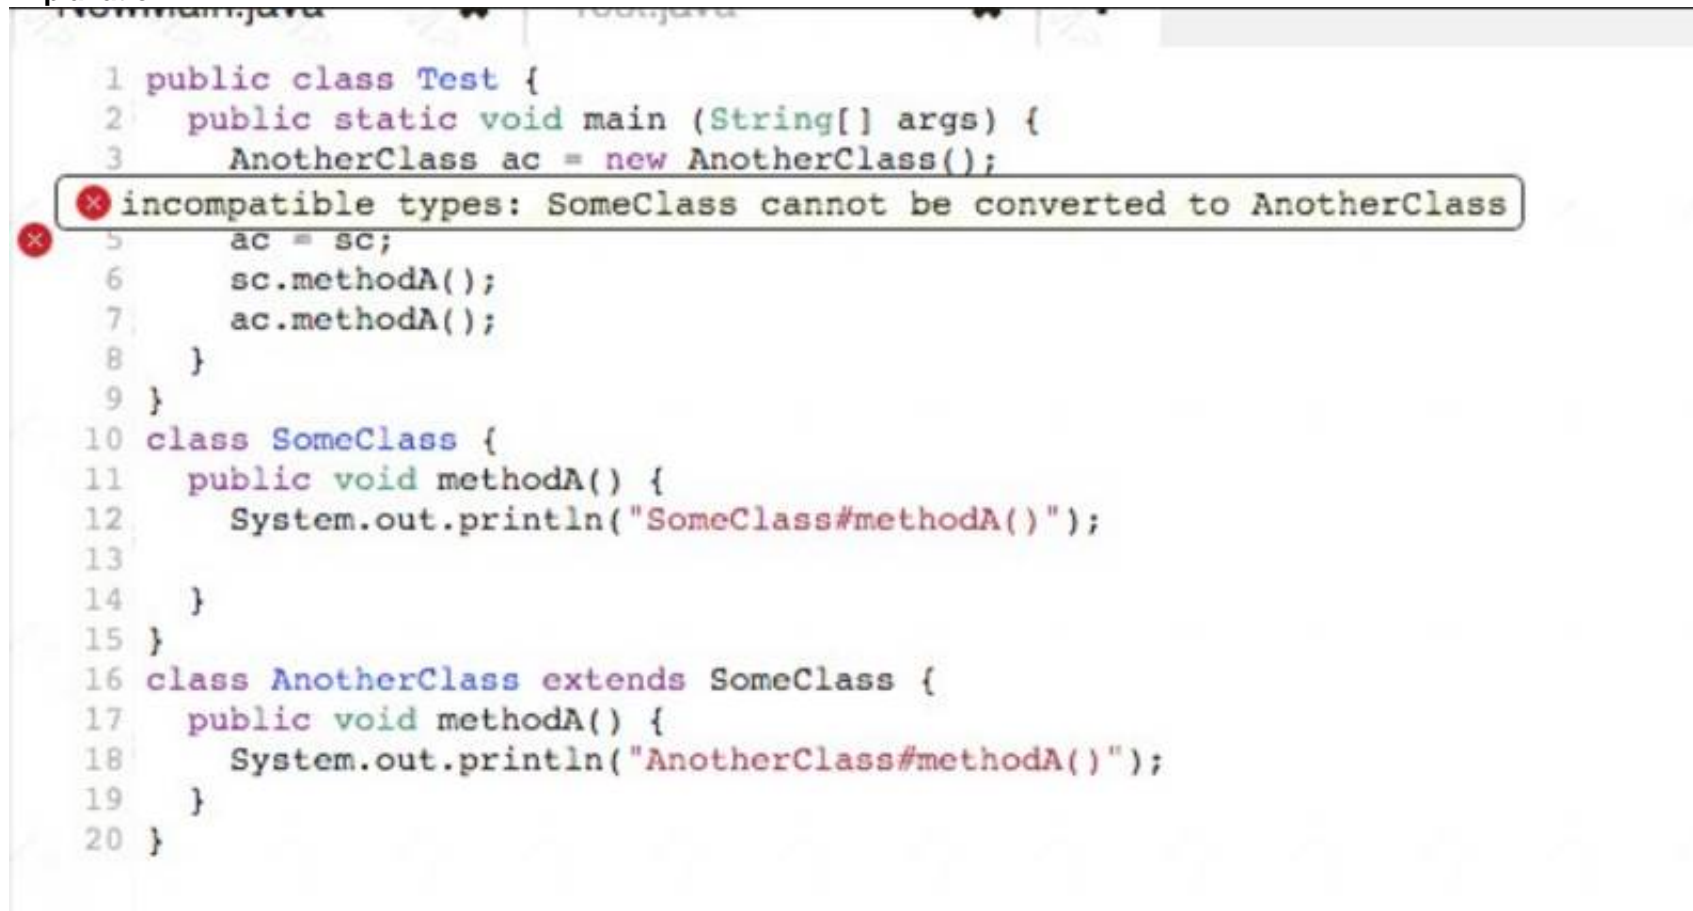 1 public class Test {
2 public static void main (String[] args) {
3 AnotherClass ac = new AnotherClass();
incompatible types: SomeClass cannot be converted to AnotherClass
5 ac = sc;
6 sc.methodA();
7 ac.methodA();
8 }
9 }
10 class SomeClass {
11 public void methodA() {
12 System.out.println("SomeClass#methodA()");
13
14 }
15 }
16 class AnotherClass extends SomeClass {
17 public void methodA() {
18 System.out.println("AnotherClass#methodA()");
19 }
20 }